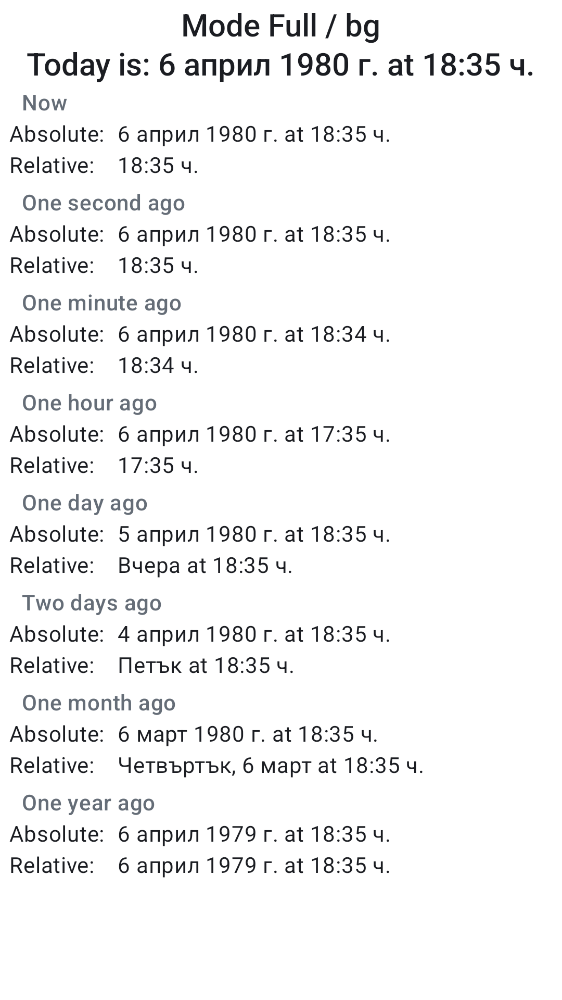 Mode Full / bg
Today is: 6 април 1980 г. at 18:35 ч.
Now
Absolute: 6 април 1980 г. at 18:35 ч.
Relative: 18:35 ч.
One second ago
Absolute: 6 април 1980 г. at 18:35 ч.
Relative: 18:35 ч.
One minute ago
Absolute: 6 април 1980 г. at 18:34 ч.
Relative: 18:34 ч.
One hour ago
Absolute: 6 април 1980 г. at 17:35 ч.
Relative: 17:35 ч.
One day ago
Absolute: 5 април 1980 г. at 18:35 ч.
Relative: Вчера at 18:35 ч.
Two days ago
Absolute: 4 април 1980 г. at 18:35 ч.
Relative: Петък at 18:35 ч.
One month ago
Absolute: 6 март 1980 г. at 18:35 ч.
Relative: Четвъртък, 6 март at 18:35 ч.
One year ago
Absolute: 6 април 1979 г. at 18:35 ч.
Relative: 6 април 1979 г. at 18:35 ч.